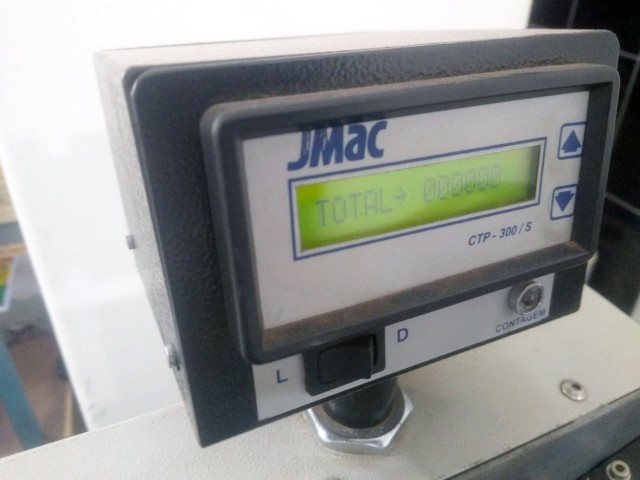 JMac
TOTAL→ 000000
CTP - 300 / S
L
D
CONTAGEM